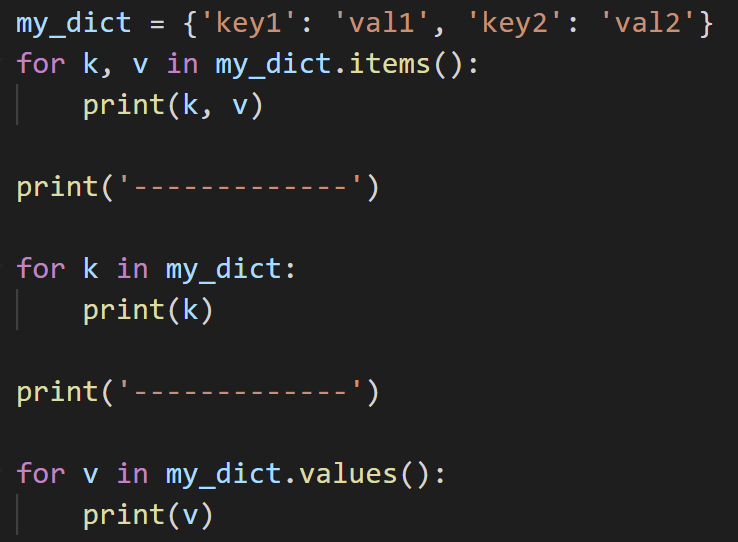 my_dict = {'key1': 'val1', 'key2': 'val2'}
for k, v in my_dict.items():
    print(k, v)
print('-------------')
for k in my_dict:
    print(k)
print('-------------')
for v in my_dict.values():
    print(v)